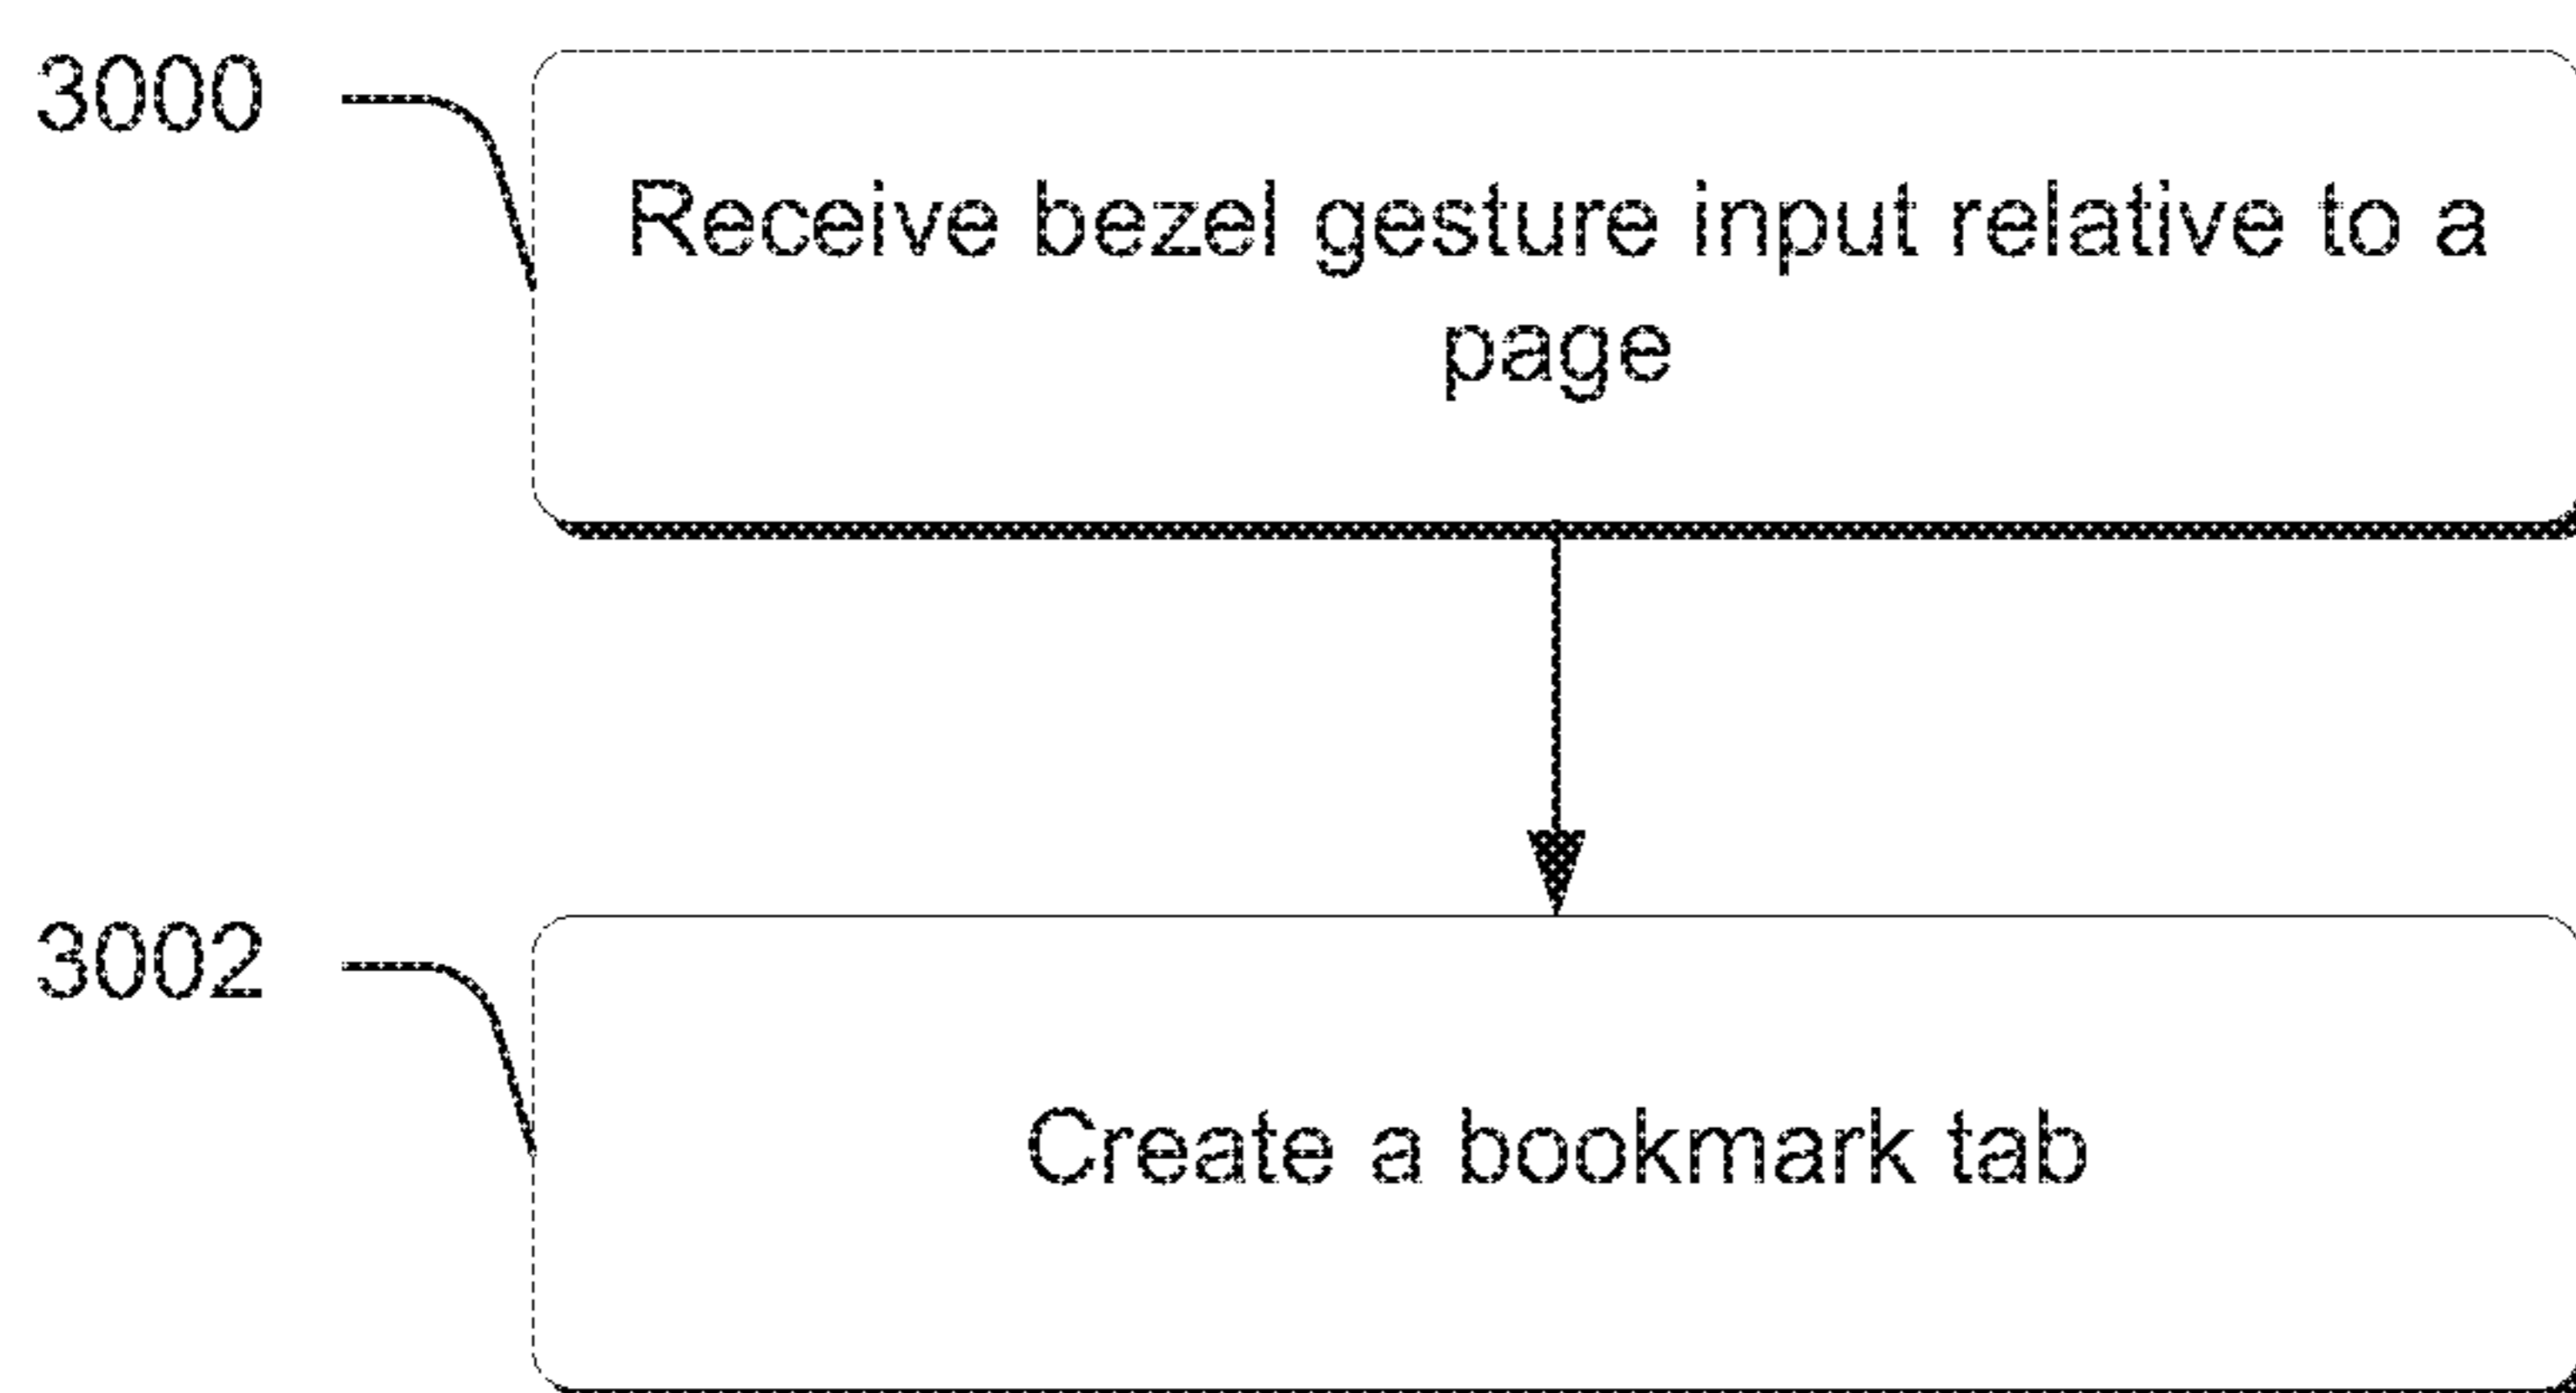 3000
Receive bezel gesture input relative to a
page
3002
Create a bookmark tab